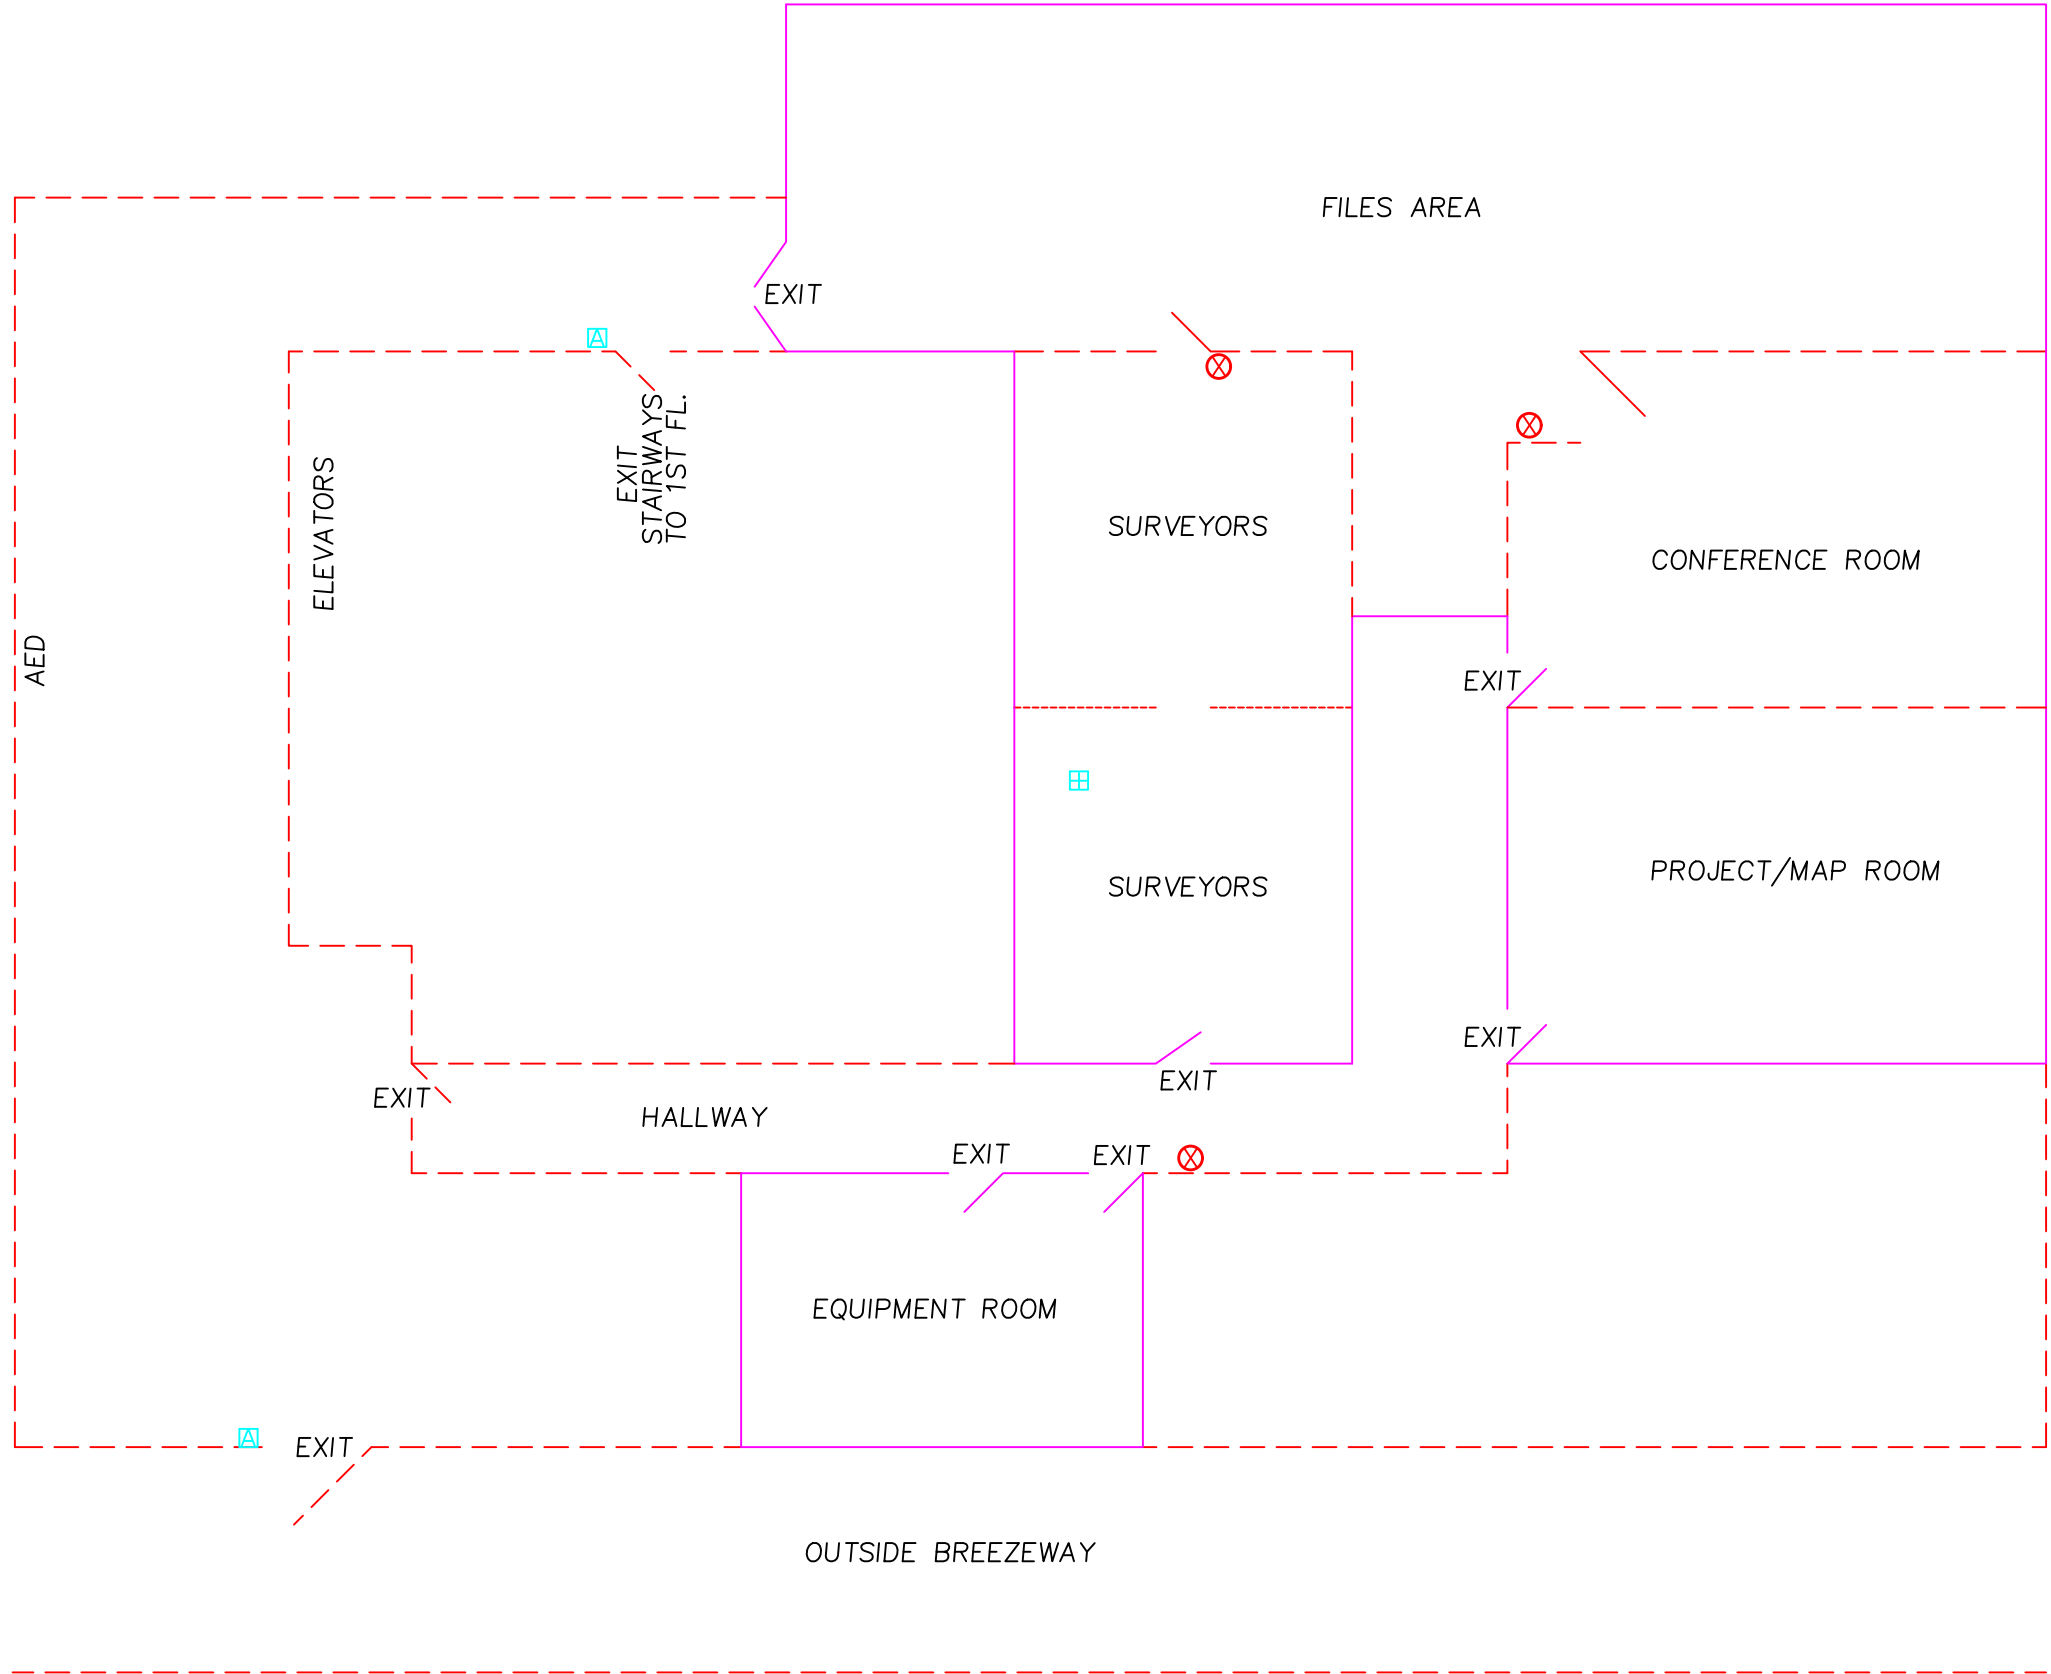 FILES AREA
EXIT
A
EXIT
STAIRWAYS
TO 1ST FL.
ELEVATORS
SURVEYORS
CONFERENCE ROOM
AED
EXIT
PROJECT/MAP ROOM
SURVEYORS
EXIT
EXIT
EXIT
HALLWAY
EXIT
EXIT
EQUIPMENT ROOM
A
EXIT
OUTSIDE BREEZEWAY